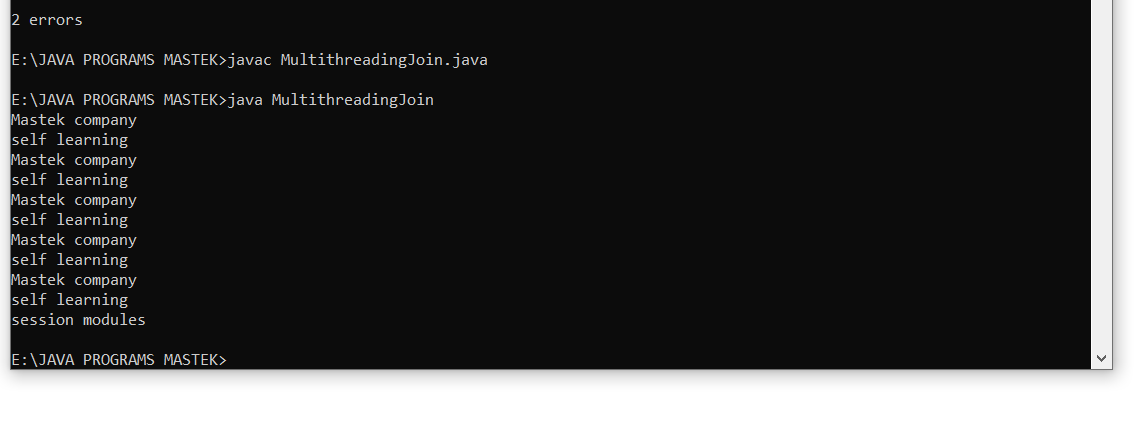 2 errors
E:\JAVA PROGRAMS MASTEK>javac MultithreadingJoin.java
E:\JAVA PROGRAMS MASTEK>java MultithreadingJoin
Mastek company
self learning
Mastek company
self learning
Mastek company
self learning
Mastek company
self learning
Mastek company
self learning
session modules
E:\JAVA PROGRAMS MASTEK>